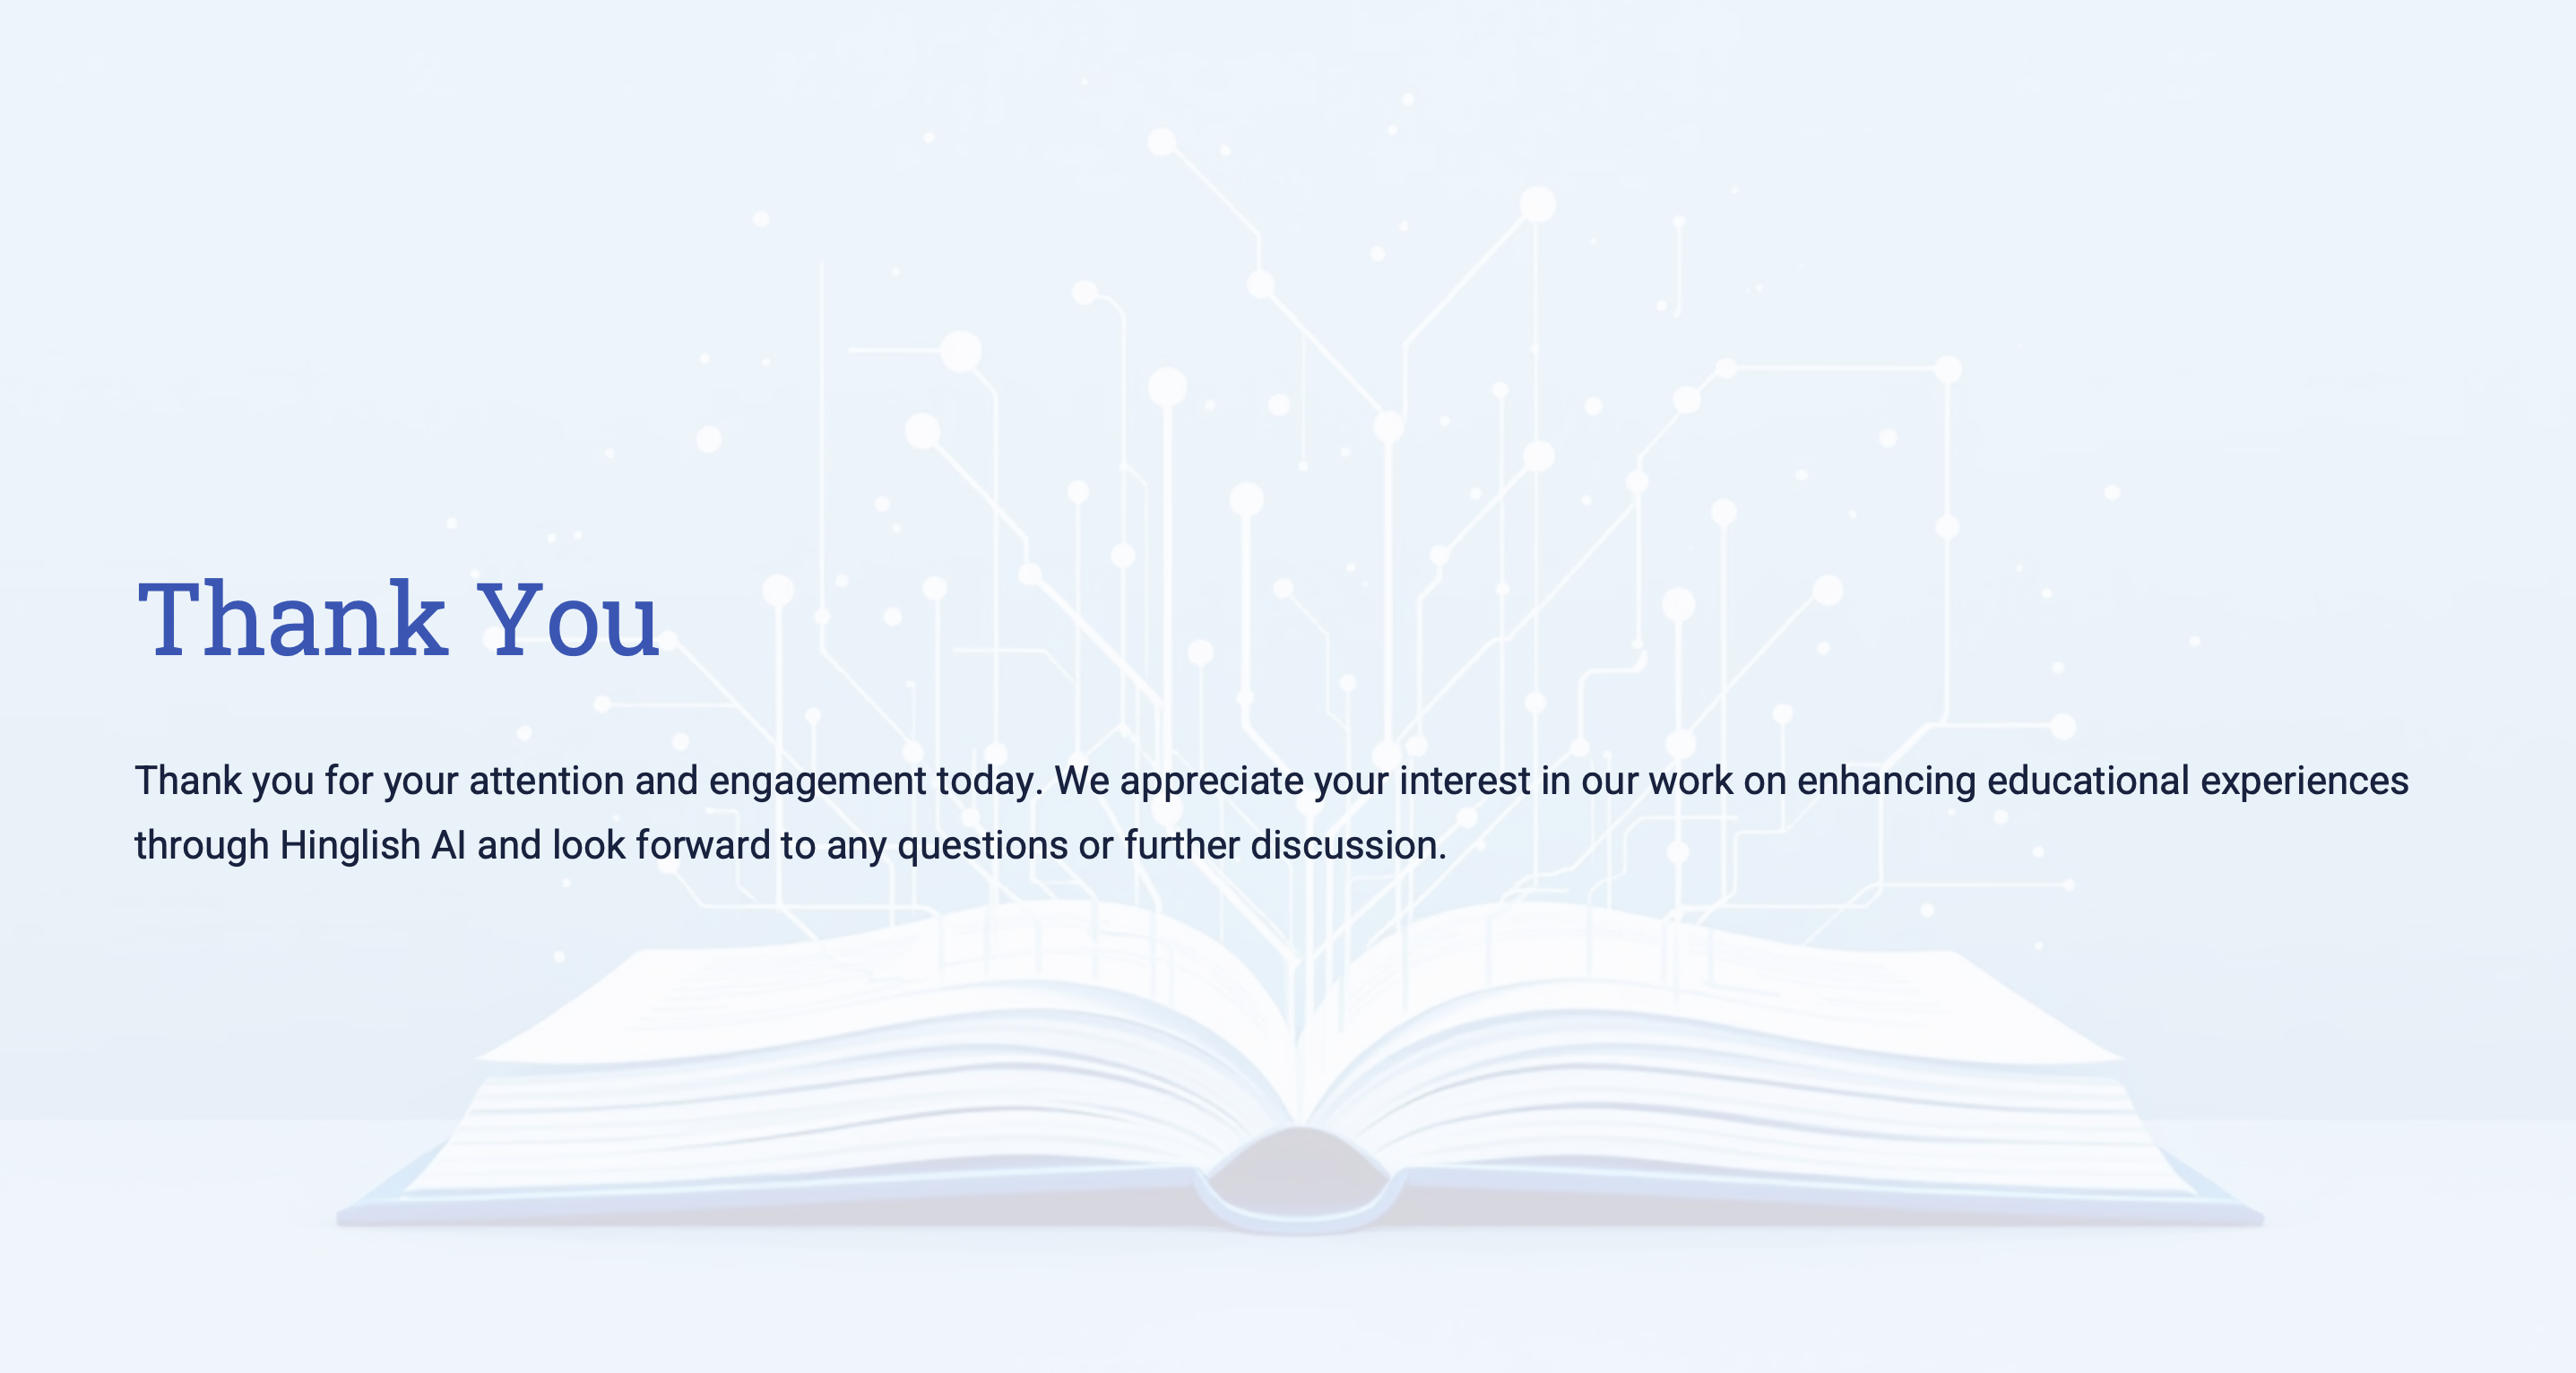 Thank You
Thank you for your attention and engagement today. We appreciate your interest in our work on enhancing educational experiences
through Hinglish AI and look forward to any questions or further discussion.